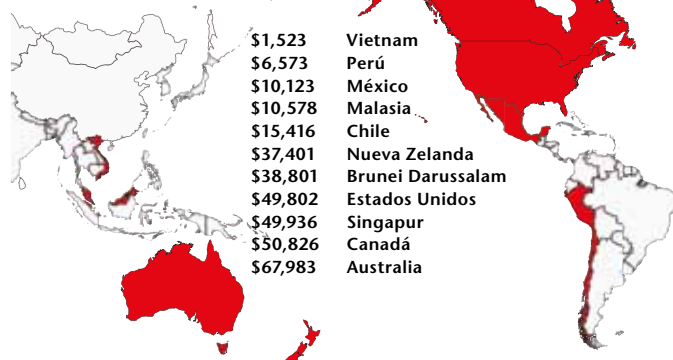 $1,523 Vietnam
$6,573 Perú
$10,123 México
$10,578 Malasia
$15,416 Chile
$37,401 Nueva Zelanda
$38,801 Brunei Darussalam
$49,802 Estados Unidos
$49,936 Singapur
$50,826 Canadá
$67,983 Australia